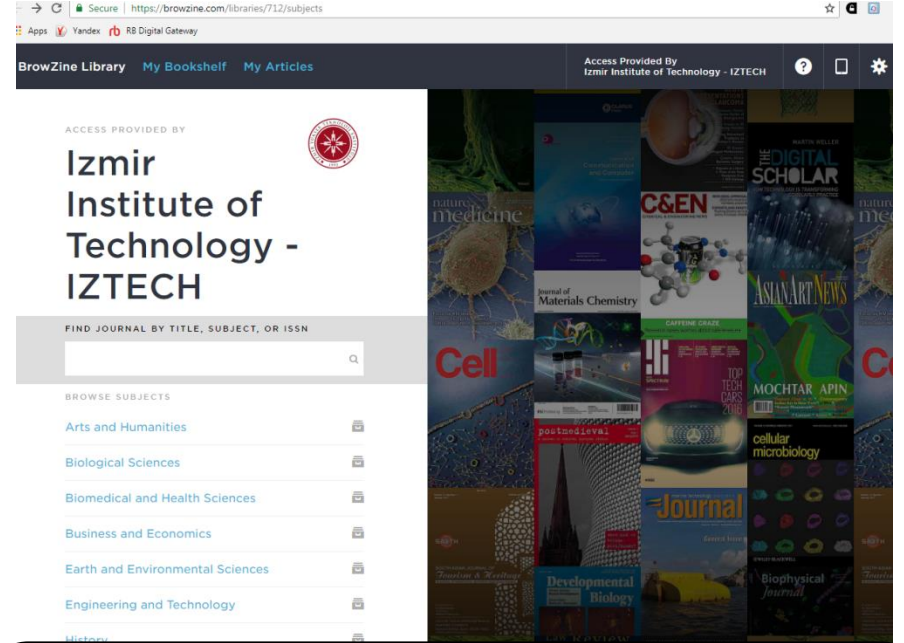 Secure | https://browzine.com/libraries/712/subjects
Apps Yandex rb RB Digital Gateway
BrowZine Library My Bookshelf My Articles
Access Provided By
Izmir Institute of Technology - IZTECH
?
ACCESS PROVIDED BY
Izmir
Institute of
Technology -
IZTECH
FIND JOURNAL BY TITLE, SUBJECT, OR ISSN
BROWSE SUBJECTS
Arts and Humanities
Biological Sciences
Biomedical and Health Sciences
Business and Economics
Earth and Environmental Sciences
Engineering and Technology
History
nature
medicine
Cell
Journal of
Materials Chemistry
postmedieval
Developmental
Biology
C&EN
CAFFEINE CRAZE
TOP
TECH
CARS
2016
Journal
MARTIN WELLER
THE DIGITAL
SCHOLAR
ASIANARTNEWS
MOCHTAR APIN
cellular
microbiology
Biophysical
Journal